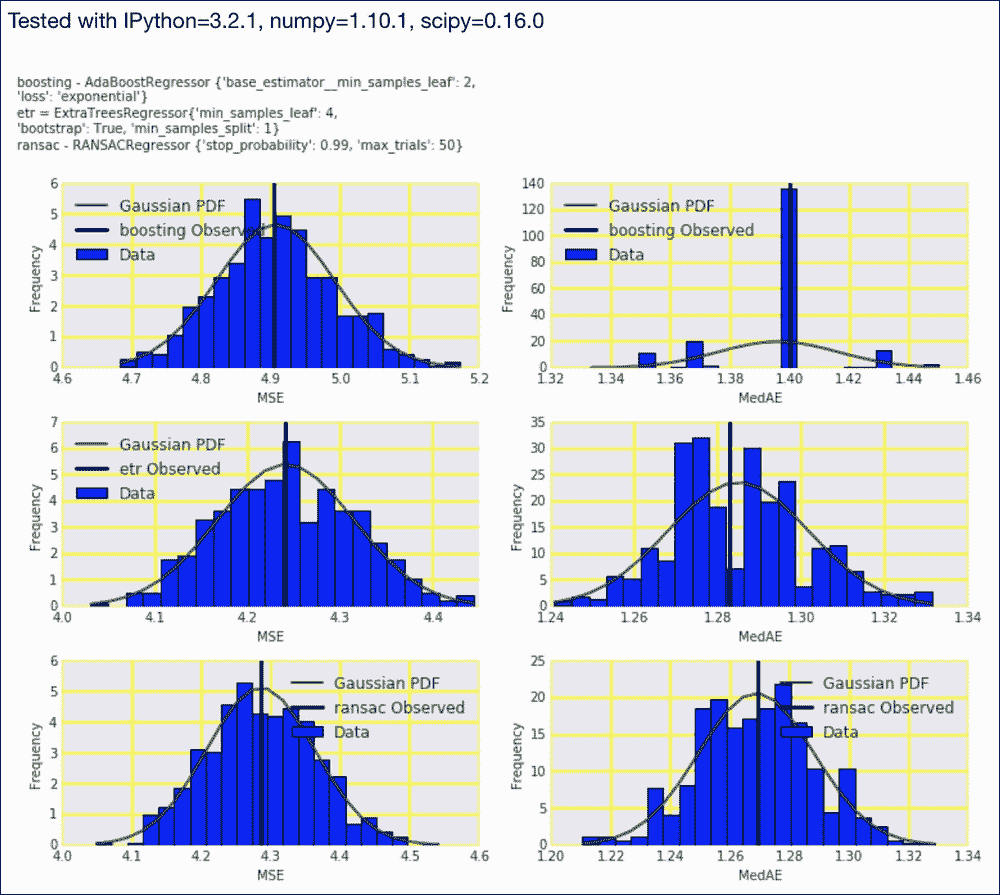 Tested with IPython=3.2.1, numpy=1.10.1, scipy=0.16.0
boosting - AdaBoostRegressor {'base_estimator__min_samples_leaf': 2,
'loss': 'exponential'}
etr = ExtraTreesRegressor{'min_samples_leaf': 4,
'bootstrap': True, 'min_samples_split': 1}
ransac - RANSACRegressor {'stop_probability': 0.99, 'max_trials': 50}
6
5
4
3
2
1
0
Frequency
Gaussian PDF
boosting Observed
Data
4.6 4.7 4.8 4.9 5.0 5.1 5.2
MSE
140
120
100
80
60
40
20
0
Frequency
Gaussian PDF
boosting Observed
Data
1.32 1.34 1.36 1.38 1.40 1.42 1.44 1.46
MedAE
7
6
5
4
3
2
1
0
Frequency
Gaussian PDF
etr Observed
Data
4.0 4.1 4.2 4.3 4.4
MSE
35
30
25
20
15
10
5
0
Frequency
1.24 1.26 1.28 1.30 1.32 1.34
MedAE
6
5
4
3
2
1
0
Frequency
Gaussian PDF
ransac Observed
Data
4.0 4.1 4.2 4.3 4.4 4.5 4.6
MSE
25
20
15
10
5
0
Frequency
Gaussian PDF
ransac Observed
Data
1.20 1.22 1.24 1.26 1.28 1.30 1.32 1.34
MedAE